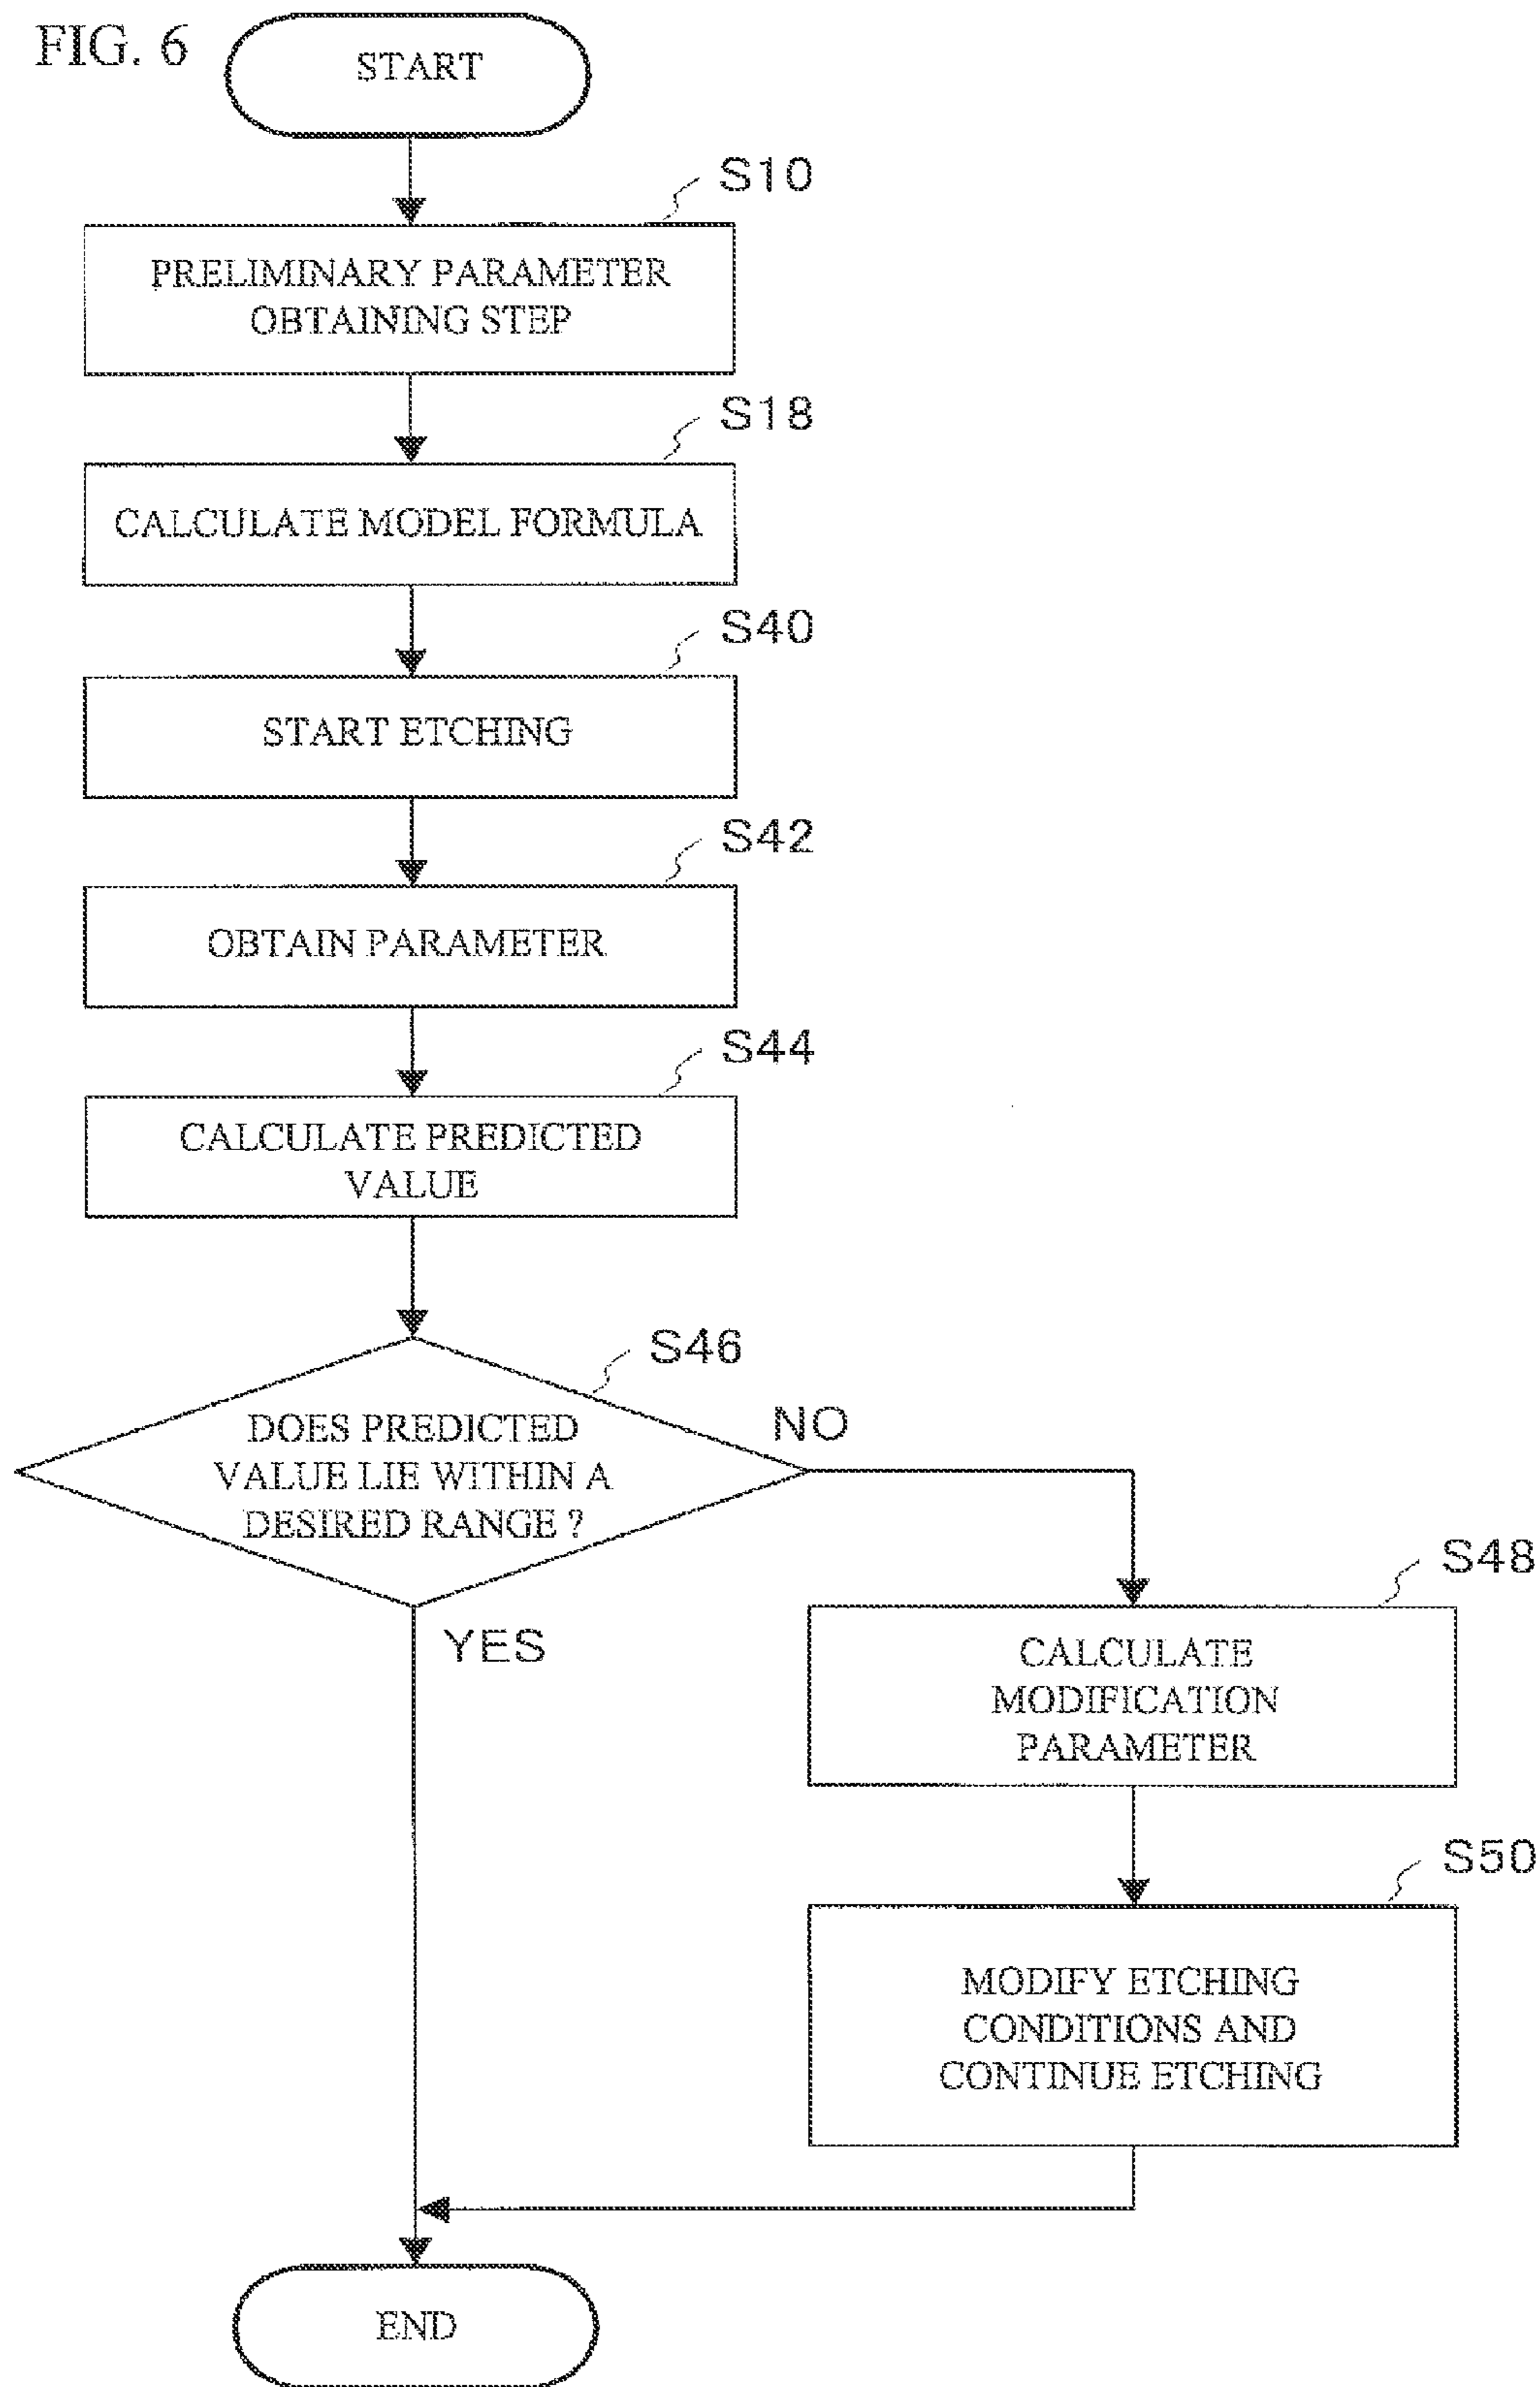 FIG. 6
START
S10
PRELIMINARY PARAMETER
OBTAINING STEP
S18
CALCULATE MODEL FORMULA
S40
START ETCHING
S42
OBTAIN PARAMETER
S44
CALCULATE PREDICTED
VALUE
S46
DOES PREDICTED
VALUE LIE WITHIN A
DESIRED RANGE ?
NO
YES
S48
CALCULATE
MODIFICATION
PARAMETER
S50
MODIFY ETCHING
CONDITIONS AND
CONTINUE ETCHING
END